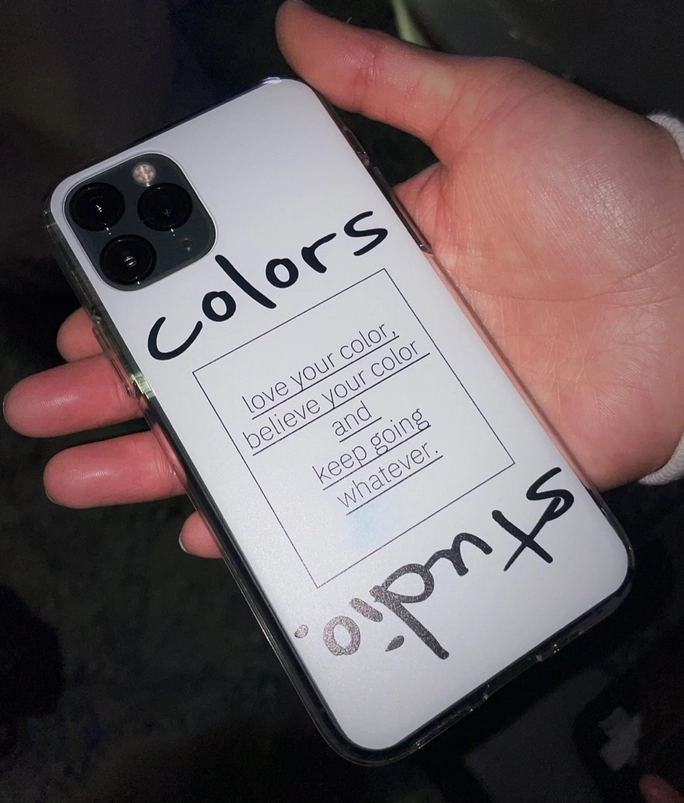 colors
love your color,
believe your color
and
keep going
whatever.
studio.